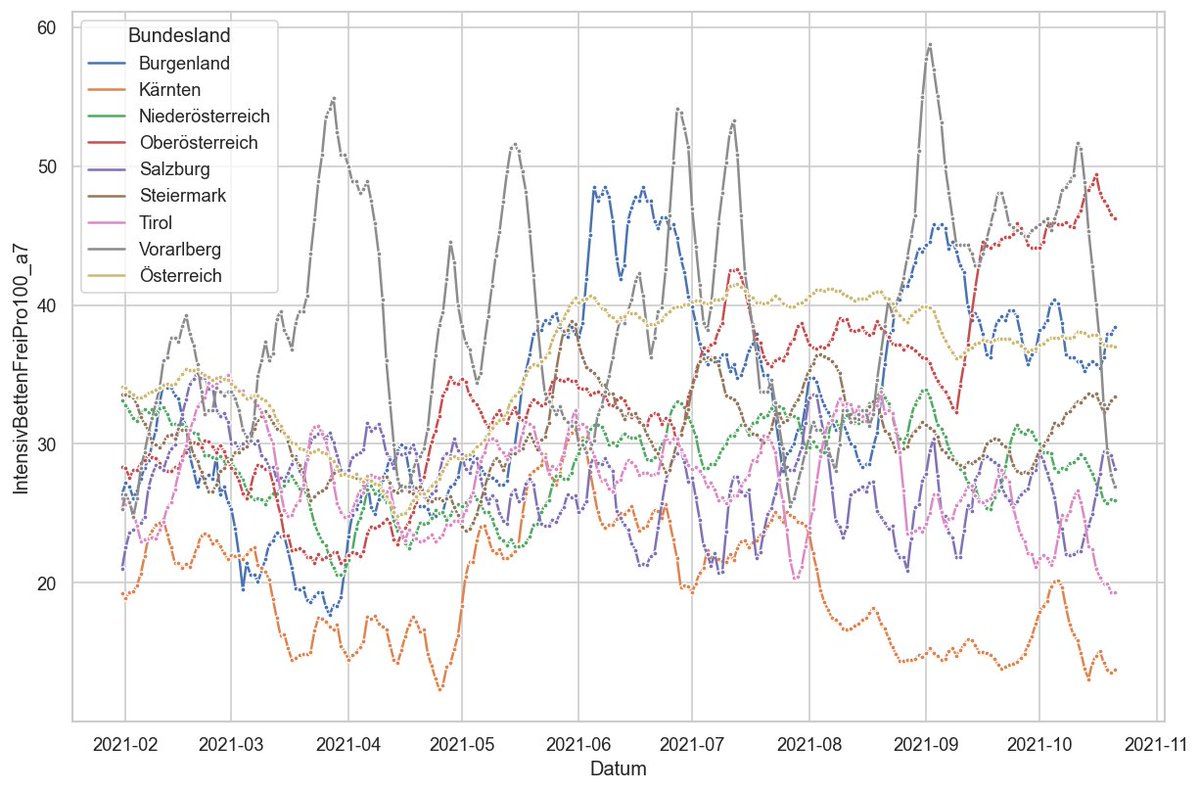 60
50
40
30
20
IntensivBettenFreiPro100_a7
Bundesland
Burgenland
Kärnten
Niederösterreich
Oberösterreich
Salzburg
Steiermark
Tirol
Vorarlberg
Österreich
2021-02 2021-03 2021-04 2021-05 2021-06 2021-07 2021-08 2021-09 2021-10 2021-11
Datum